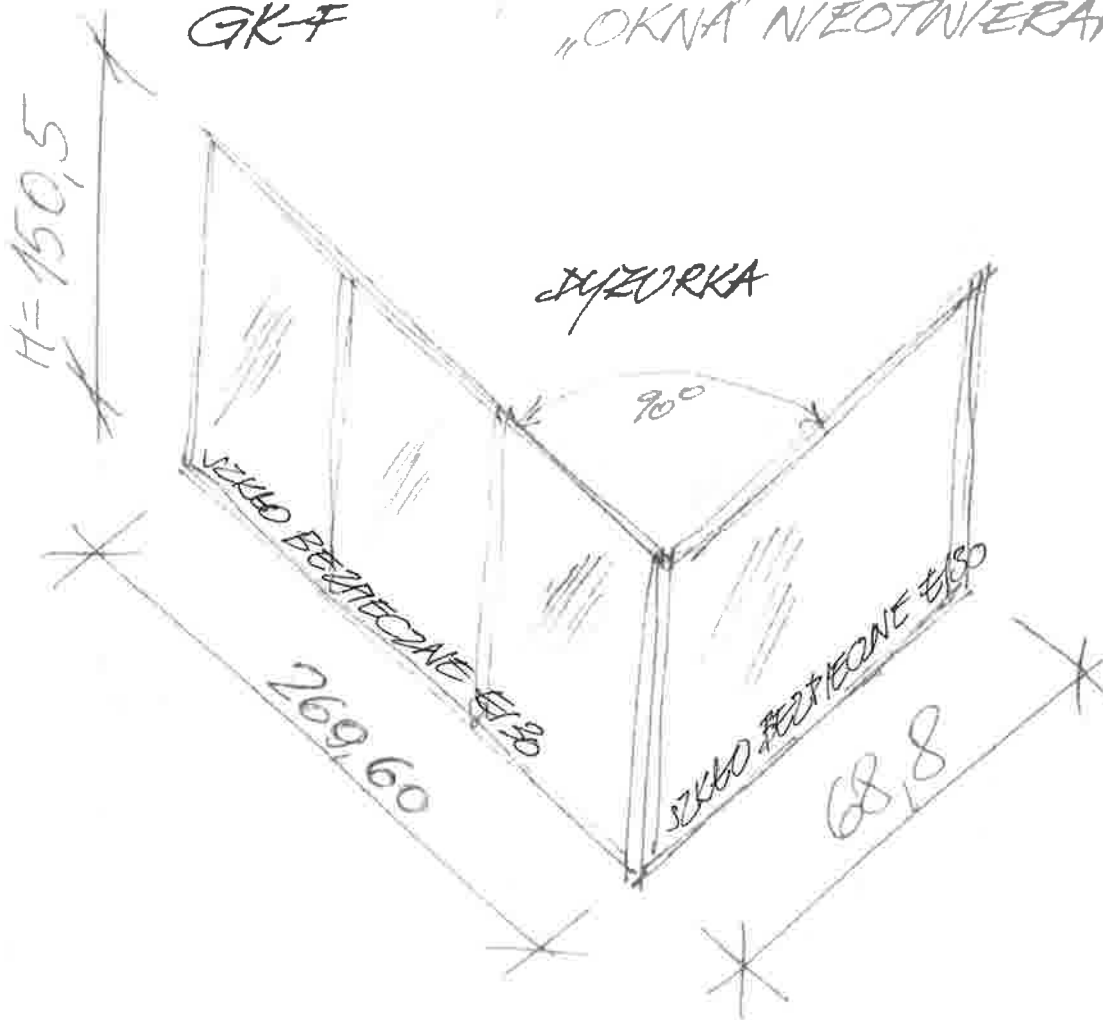 GK-F
„OKNA" NIEOTWIERA
H=150,5
DYŻURKA
90°
SZKŁO BEZPIECZNE EI30
SZKŁO BEZPIECZNE EI30
269,60
68,8